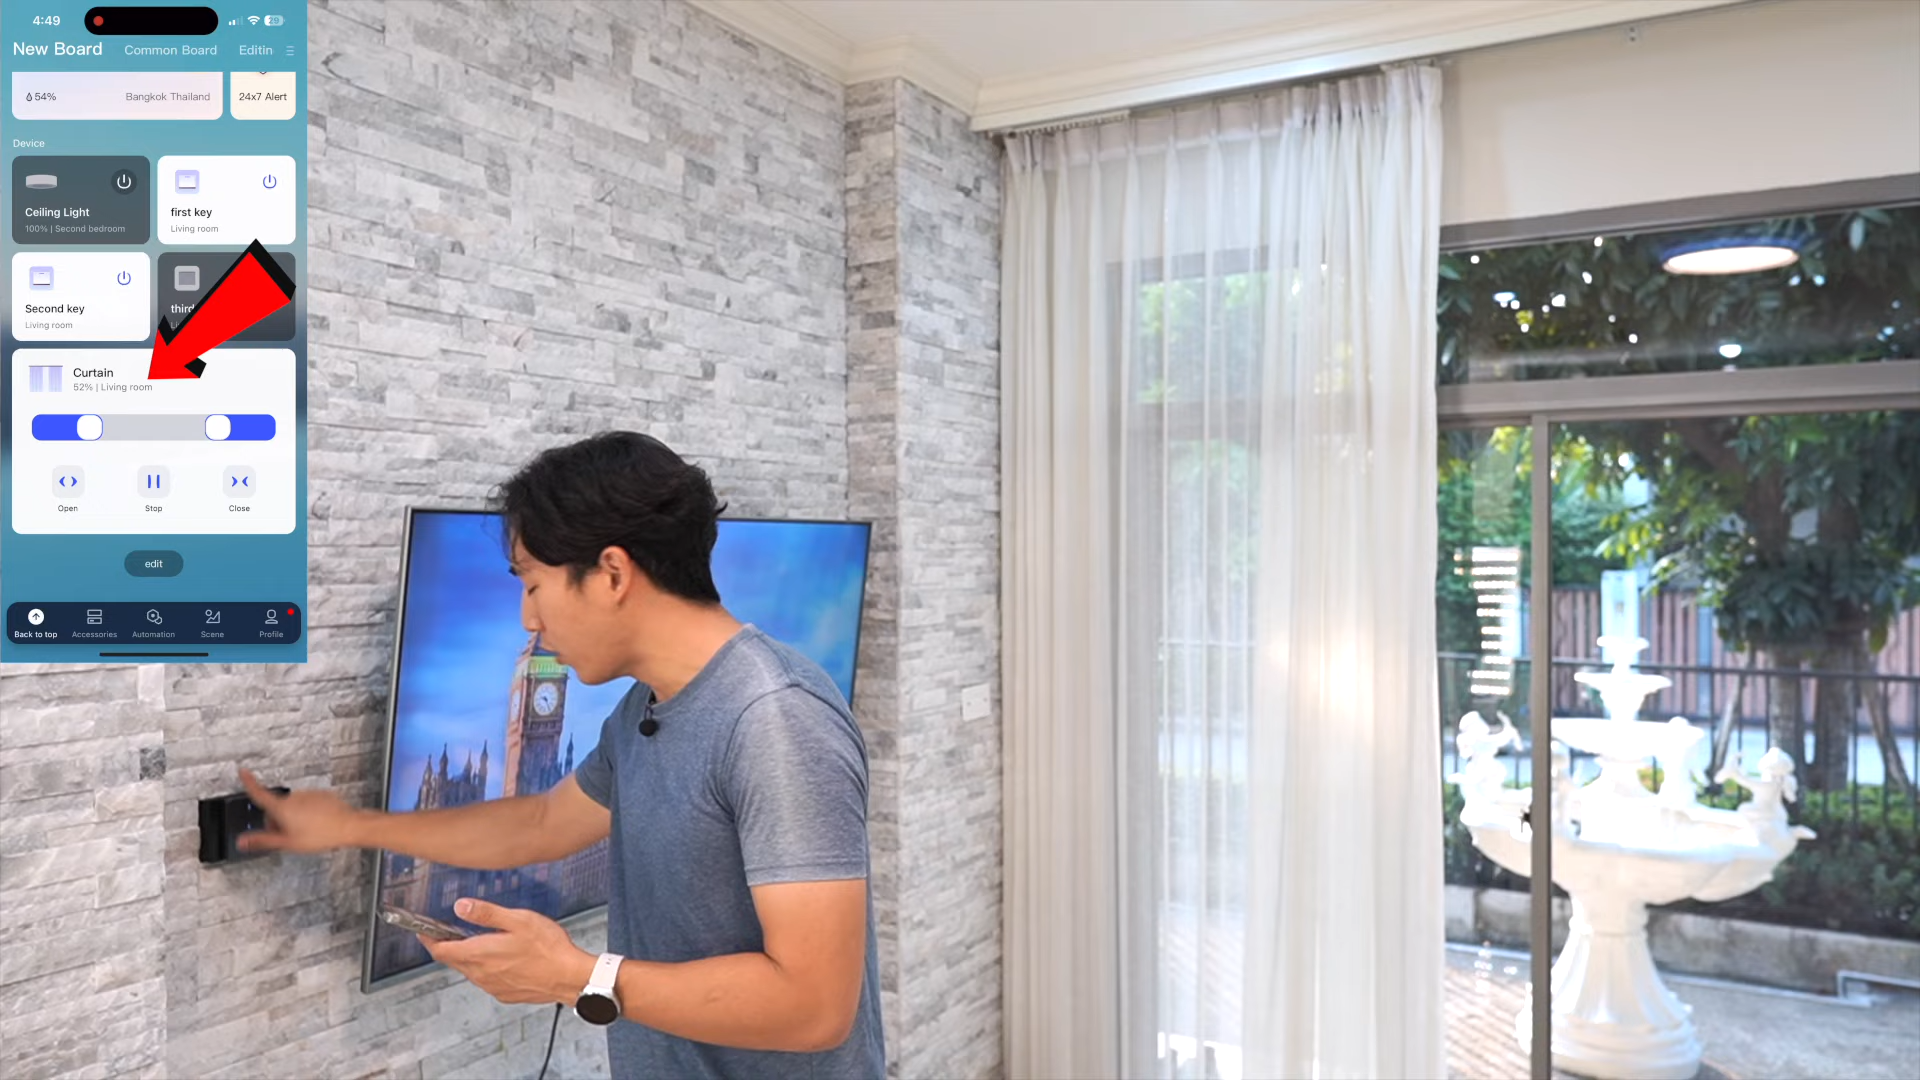 4:49
29
New Board Common Board Editin
54% Bangkok Thailand
24x7 Alert
Device
Ceiling Light
100% | Second bedroom
first key
Living room
Second key
Living room
third
Curtain
52% | Living room
Open
Stop
Close
edit
Back to top
Accessories
Automation
Scene
Profile